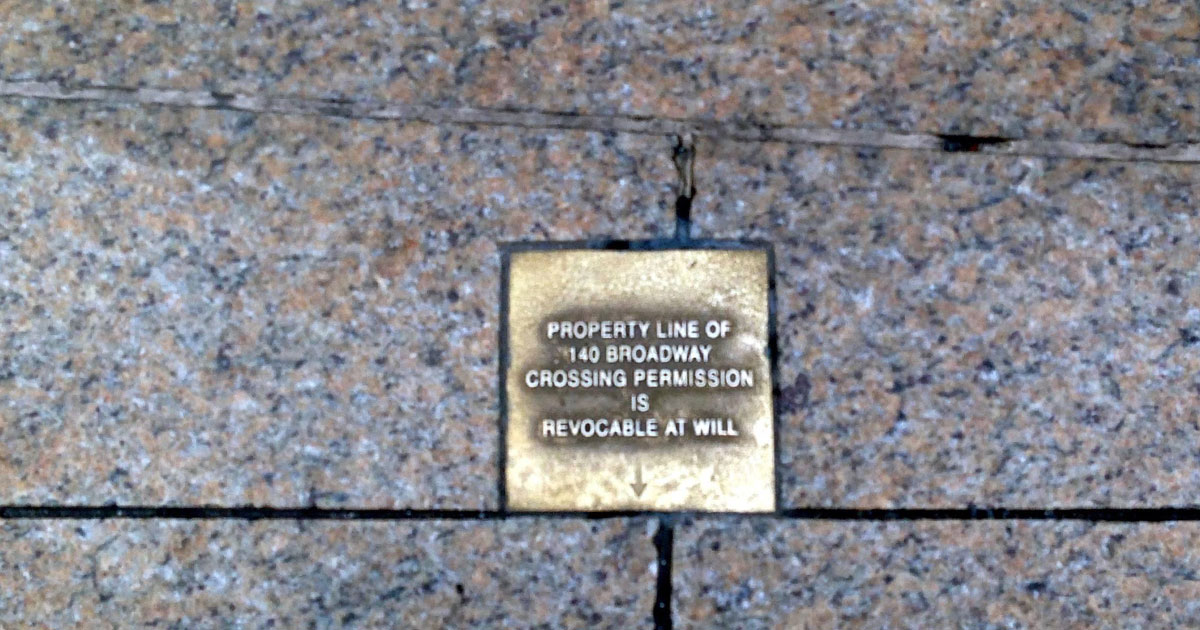 PROPERTY LINE OF
140 BROADWAY
CROSSING PERMISSION
IS
REVOCABLE AT WILL